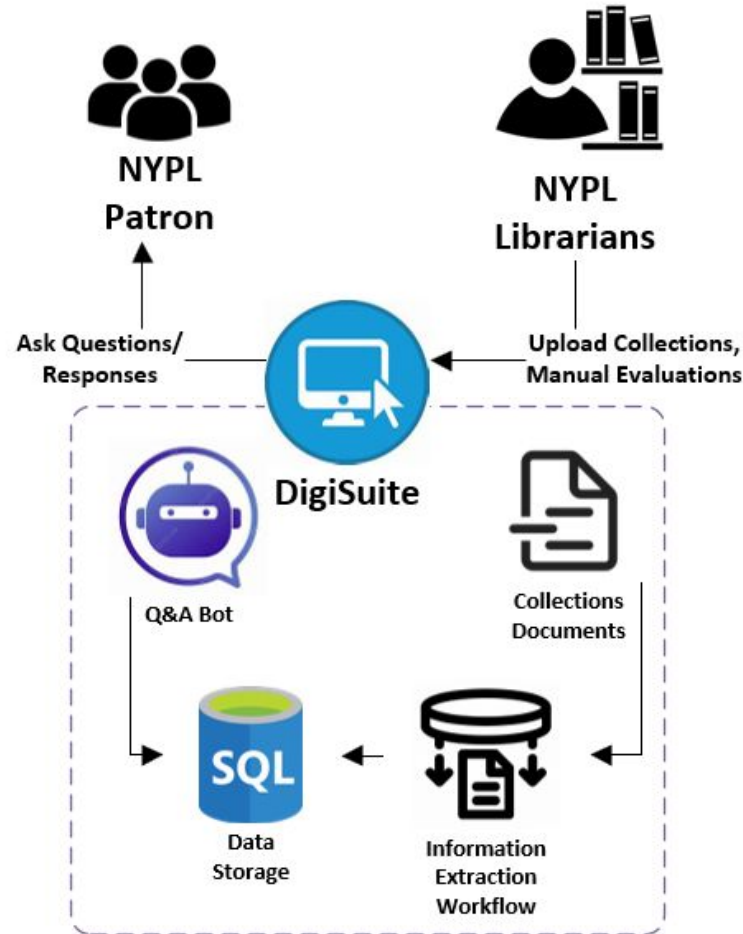 NYPL
Patron
NYPL
Librarians
Ask Questions/
Responses
Upload Collections,
Manual Evaluations
DigiSuite
Q&A Bot
Collections
Documents
SQL
Data
Storage
Information
Extraction
Workflow